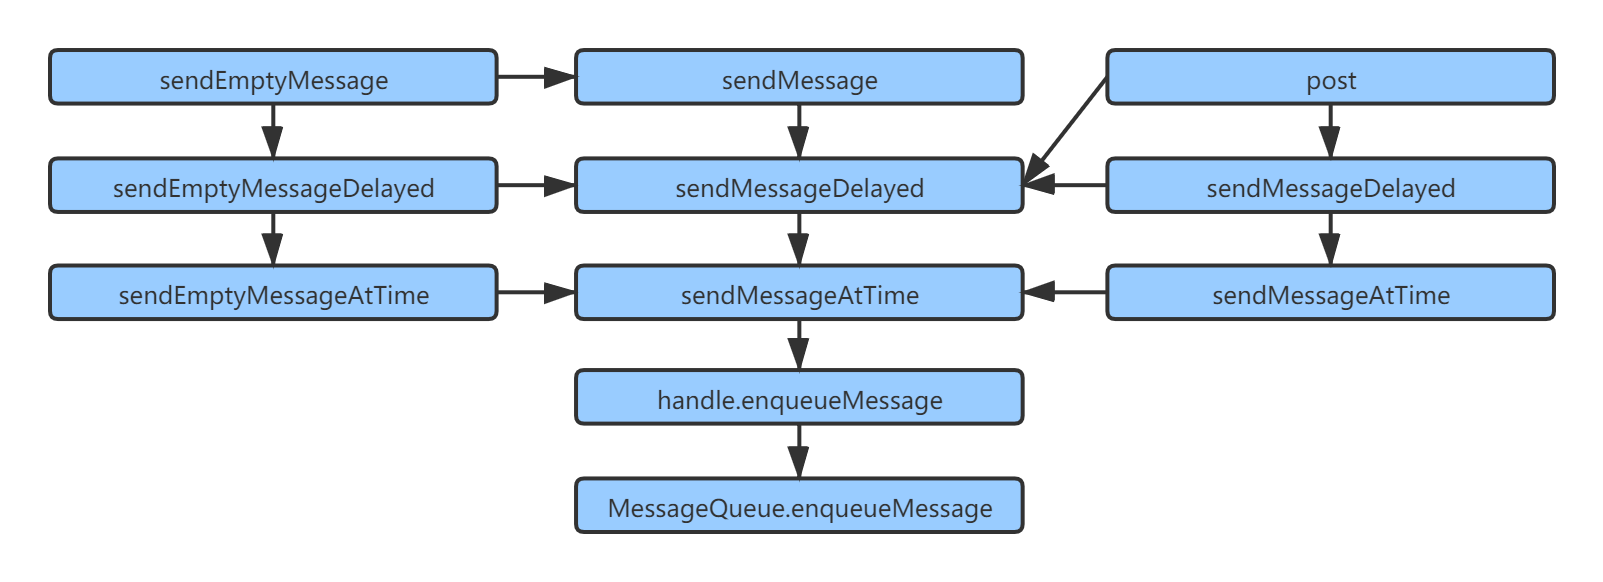 sendEmptyMessage
sendMessage
post
sendEmptyMessageDelayed
sendMessageDelayed
sendMessageDelayed
sendEmptyMessageAtTime
sendMessageAtTime
sendMessageAtTime
handle.enqueueMessage
MessageQueue.enqueueMessage